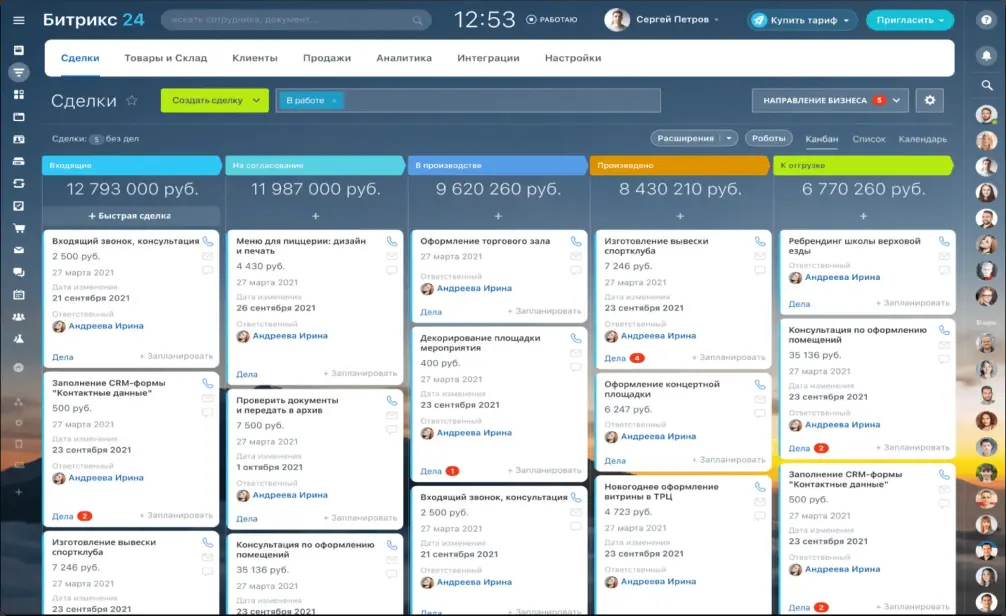 Битрикс 24
искать сотрудника, документ...
12:53
РАБОТАЮ
Сергей Петров
Купить тариф
Пригласить
Сделки
Товары и Склад
Клиенты
Продажи
Аналитика
Интеграции
Настройки
Сделки
Создать сделку
В работе ×
НАПРАВЛЕНИЕ БИЗНЕСА 5
Сделки: 5 без дел
Расширения
Роботы
Канбан
Список
Календарь
Входящие
12 793 000 руб.
+ Быстрая сделка
Входящий звонок, консультация
2 500 руб.
27 марта 2021
Дата изменения
21 сентября 2021
Ответственный
Андреева Ирина
Дела
+ Запланировать
Заполнение CRM-формы
"Контактные данные"
500 руб.
27 марта 2021
Дата изменения
23 сентября 2021
Ответственный
Андреева Ирина
Дела 2
+ Запланировать
Изготовление вывески
спортклуба
7 246 руб.
27 марта 2021
Дата изменения
23 сентября 2021
На согласовании
11 987 000 руб.
+
Меню для пиццерии: дизайн
и печать
4 430 руб.
27 марта 2021
Дата изменения
26 сентября 2021
Ответственный
Андреева Ирина
Дела
+ Запланировать
Проверить документы
и передать в архив
7 500 руб.
27 марта 2021
Дата изменения
1 октября 2021
Ответственный
Андреева Ирина
Дела
+ Запланировать
Консультация по оформлению
помещений
35 136 руб.
27 марта 2021
Дата изменения
23 сентября 2021
В производстве
9 620 260 руб.
+
Оформление торгового зала
27 марта 2021
Ответственный
Андреева Ирина
Дела
+ Запланировать
Декорирование площадки
мероприятия
400 руб.
27 марта 2021
Дата изменения
23 сентября 2021
Ответственный
Андреева Ирина
Дела 1
+ Запланировать
Входящий звонок, консультация
2 500 руб.
27 марта 2021
Дата изменения
21 сентября 2021
Ответственный
Андреева Ирина
Дела
+ Запланировать
Произведено
8 430 210 руб.
+
Изготовление вывески
спортклуба
7 246 руб.
27 марта 2021
Дата изменения
23 сентября 2021
Ответственный
Андреева Ирина
Дела 4
+ Запланировать
Оформление концертной
площадки
6 247 руб.
Ответственный
Андреева Ирина
Дела
+ Запланировать
Новогоднее оформление
витрины в ТРЦ
4 723 руб.
27 марта 2021
Дата изменения
23 сентября 2021
Ответственный
Андреева Ирина
К отгрузке
6 770 260 руб.
+
Ребрендинг школы верховой
езды
Ответственный
Андреева Ирина
Дела
+ Запланировать
Консультация по оформлению
помещений
35 136 руб.
27 марта 2021
Дата изменения
23 сентября 2021
Ответственный
Андреева Ирина
Дела 2
+ Запланировать
Заполнение CRM-формы
"Контактные данные"
500 руб.
27 марта 2021
Дата изменения
23 сентября 2021
Ответственный
Андреева Ирина
Дела 2
+ Запланировать